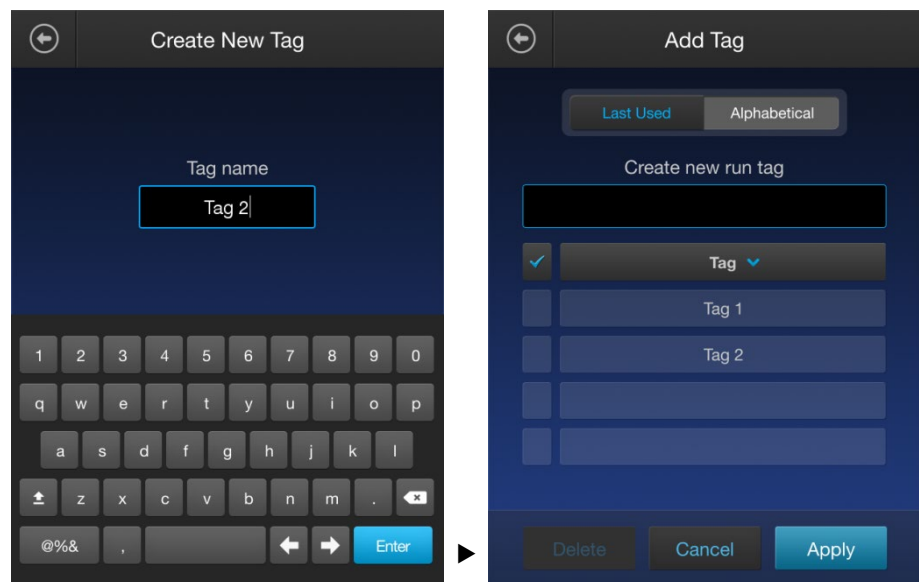 Create New Tag
Tag name
Tag 2
1 2 3 4 5 6 7 8 9 0
q w e r t y u i o p
a s d f g h j k l
z x c v b n m .
@%& , Enter
Add Tag
Last Used Alphabetical
Create new run tag
Tag
Tag 1
Tag 2
Delete Cancel Apply